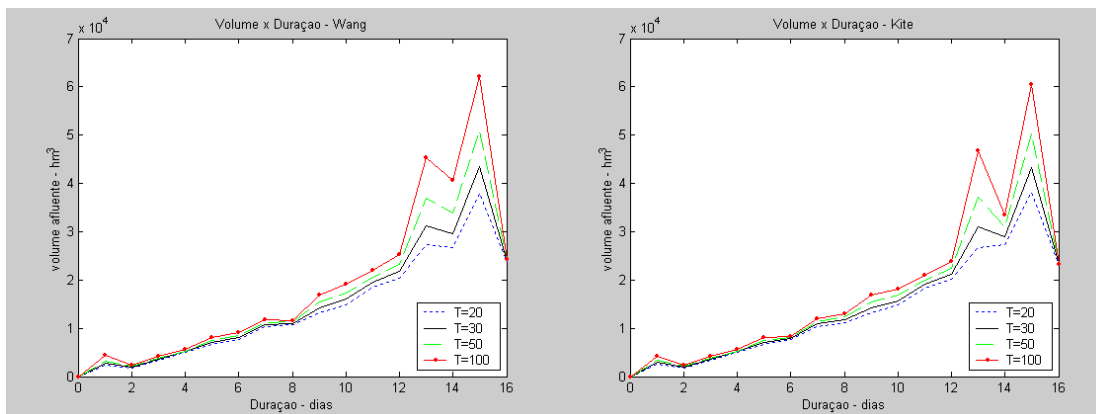 Volume x Duraçao - Wang
x 10^4
7
6
5
4
3
2
1
0
volume afluente - hm^3
0 2 4 6 8 10 12 14 16
Duraçao - dias
T=20
T=30
T=50
T=100
Volume x Duraçao - Kite
x 10^4
7
6
5
4
3
2
1
0
volume afluente - hm^3
0 2 4 6 8 10 12 14 16
Duraçao - dias
T=20
T=30
T=50
T=100